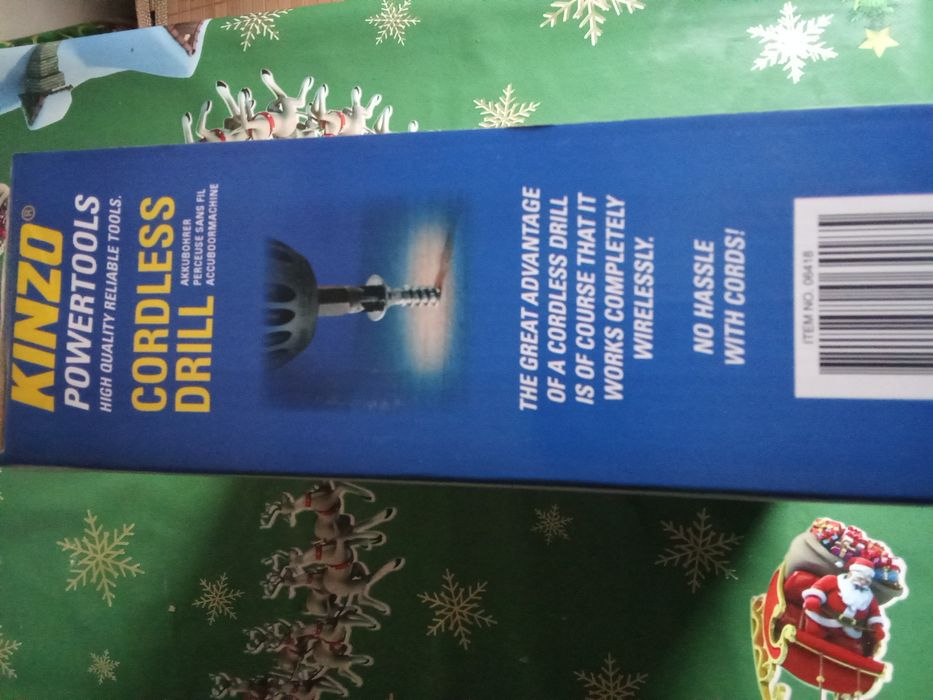 KINZO®
POWERTOOLS
HIGH QUALITY RELIABLE TOOLS.
CORDLESS
DRILL
AKKUBOHRER
PERCEUSE SANS FIL
ACCUBOORMACHINE
THE GREAT ADVANTAGE
OF A CORDLESS DRILL
IS OF COURSE THAT IT
WORKS COMPLETELY
WIRELESSLY.
NO HASSLE
WITH CORDS!
ITEM NO. 06418